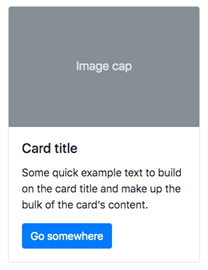 Image cap
Card title
Some quick example text to build
on the card title and make up the
bulk of the card's content.
Go somewhere